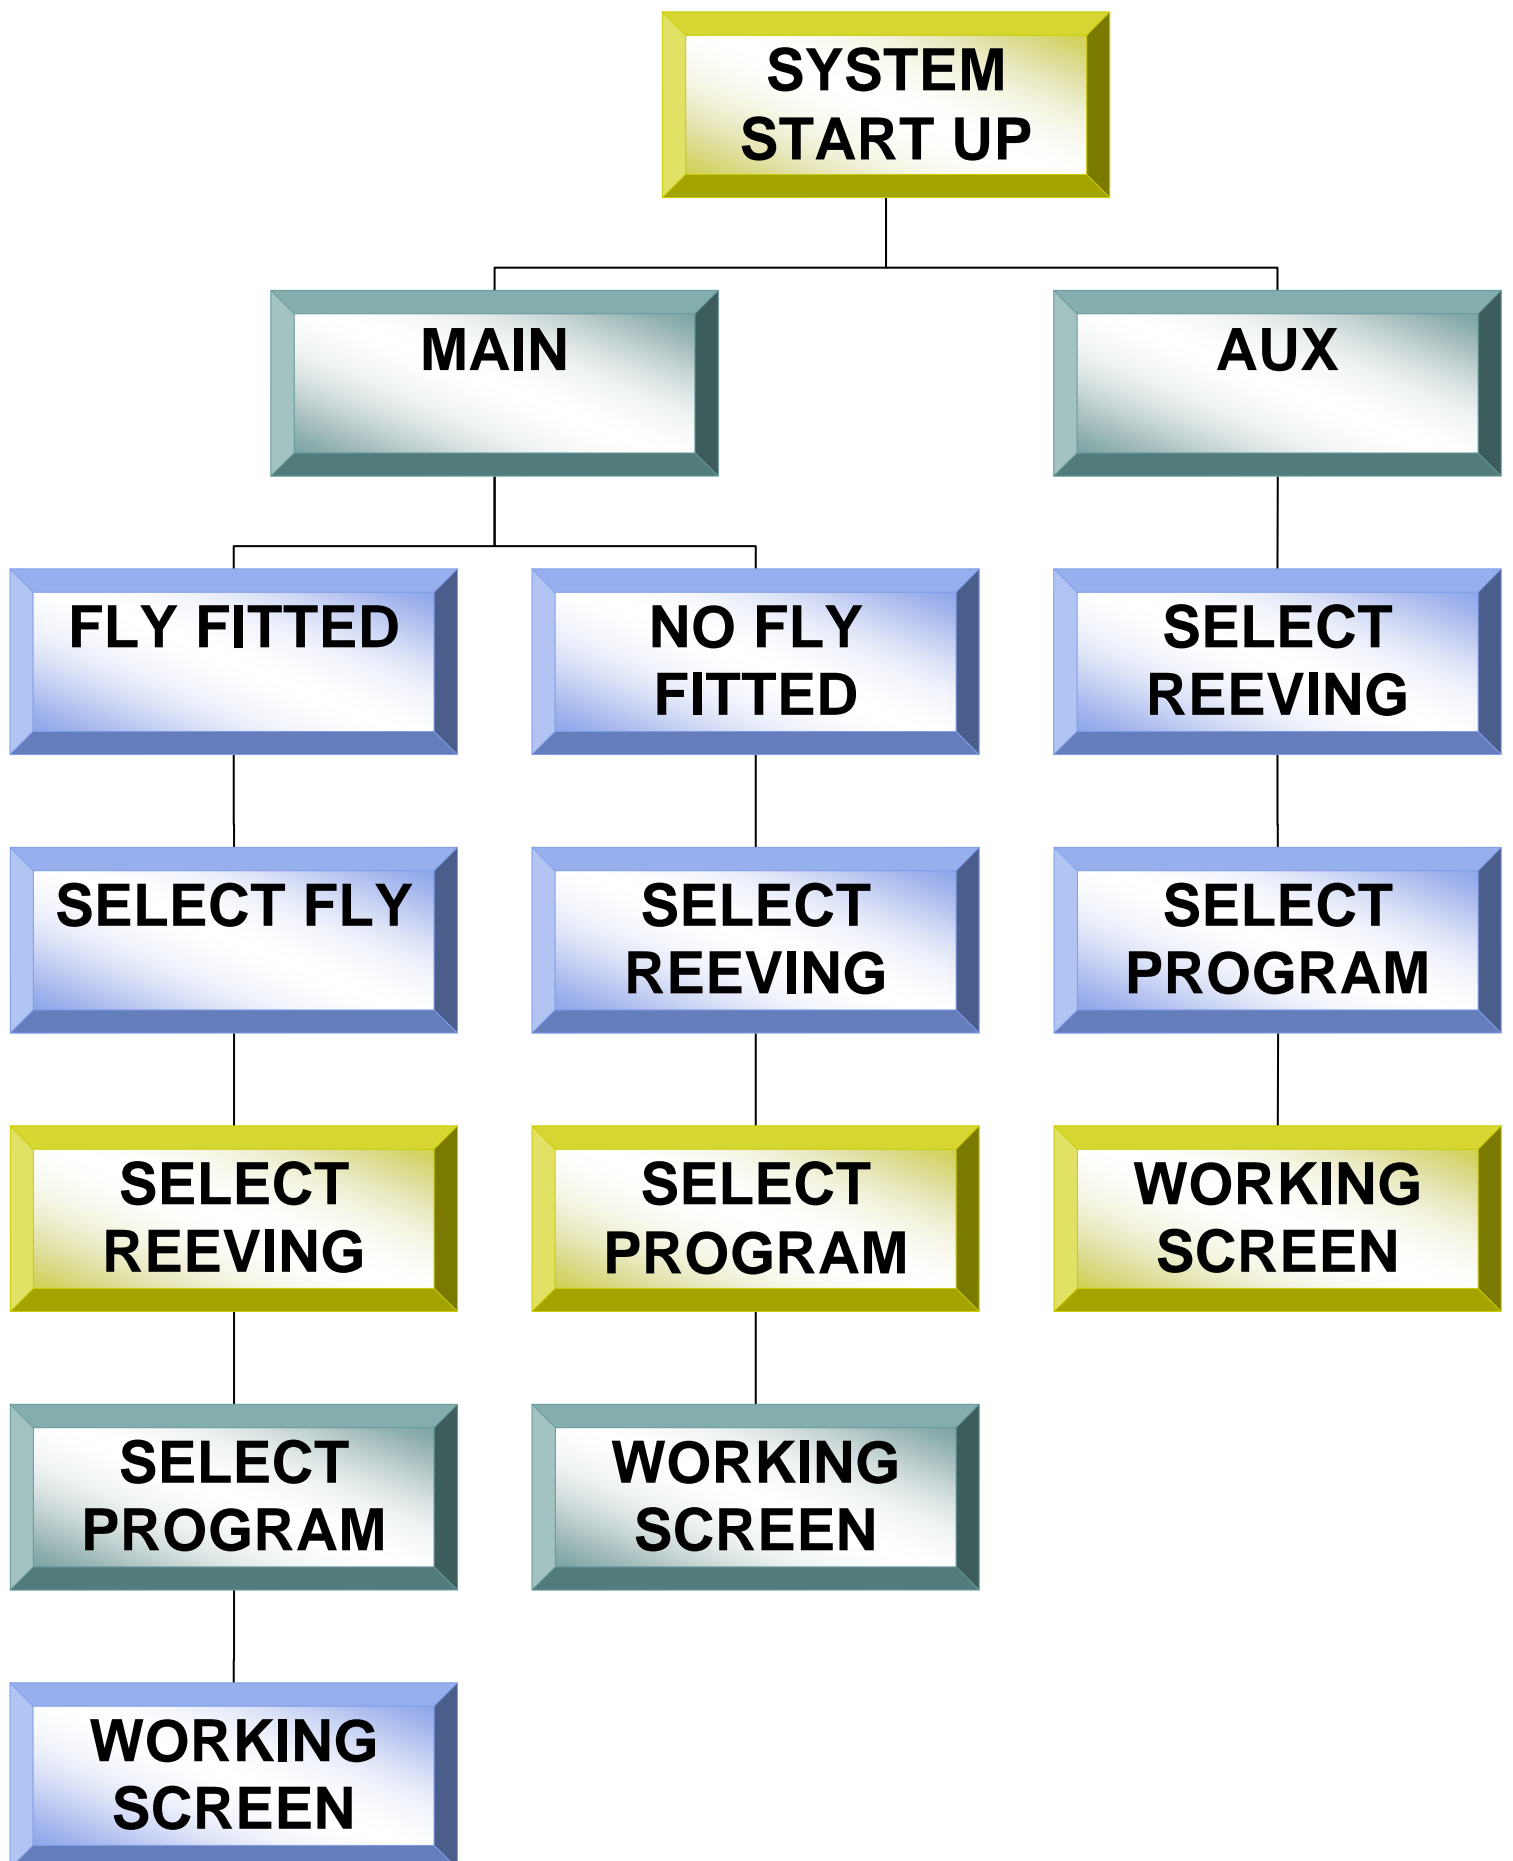 SYSTEM
START UP
MAIN
AUX
FLY FITTED
NO FLY
FITTED
SELECT
REEVING
SELECT FLY
SELECT
REEVING
SELECT
PROGRAM
SELECT
REEVING
SELECT
PROGRAM
WORKING
SCREEN
SELECT
PROGRAM
WORKING
SCREEN
WORKING
SCREEN